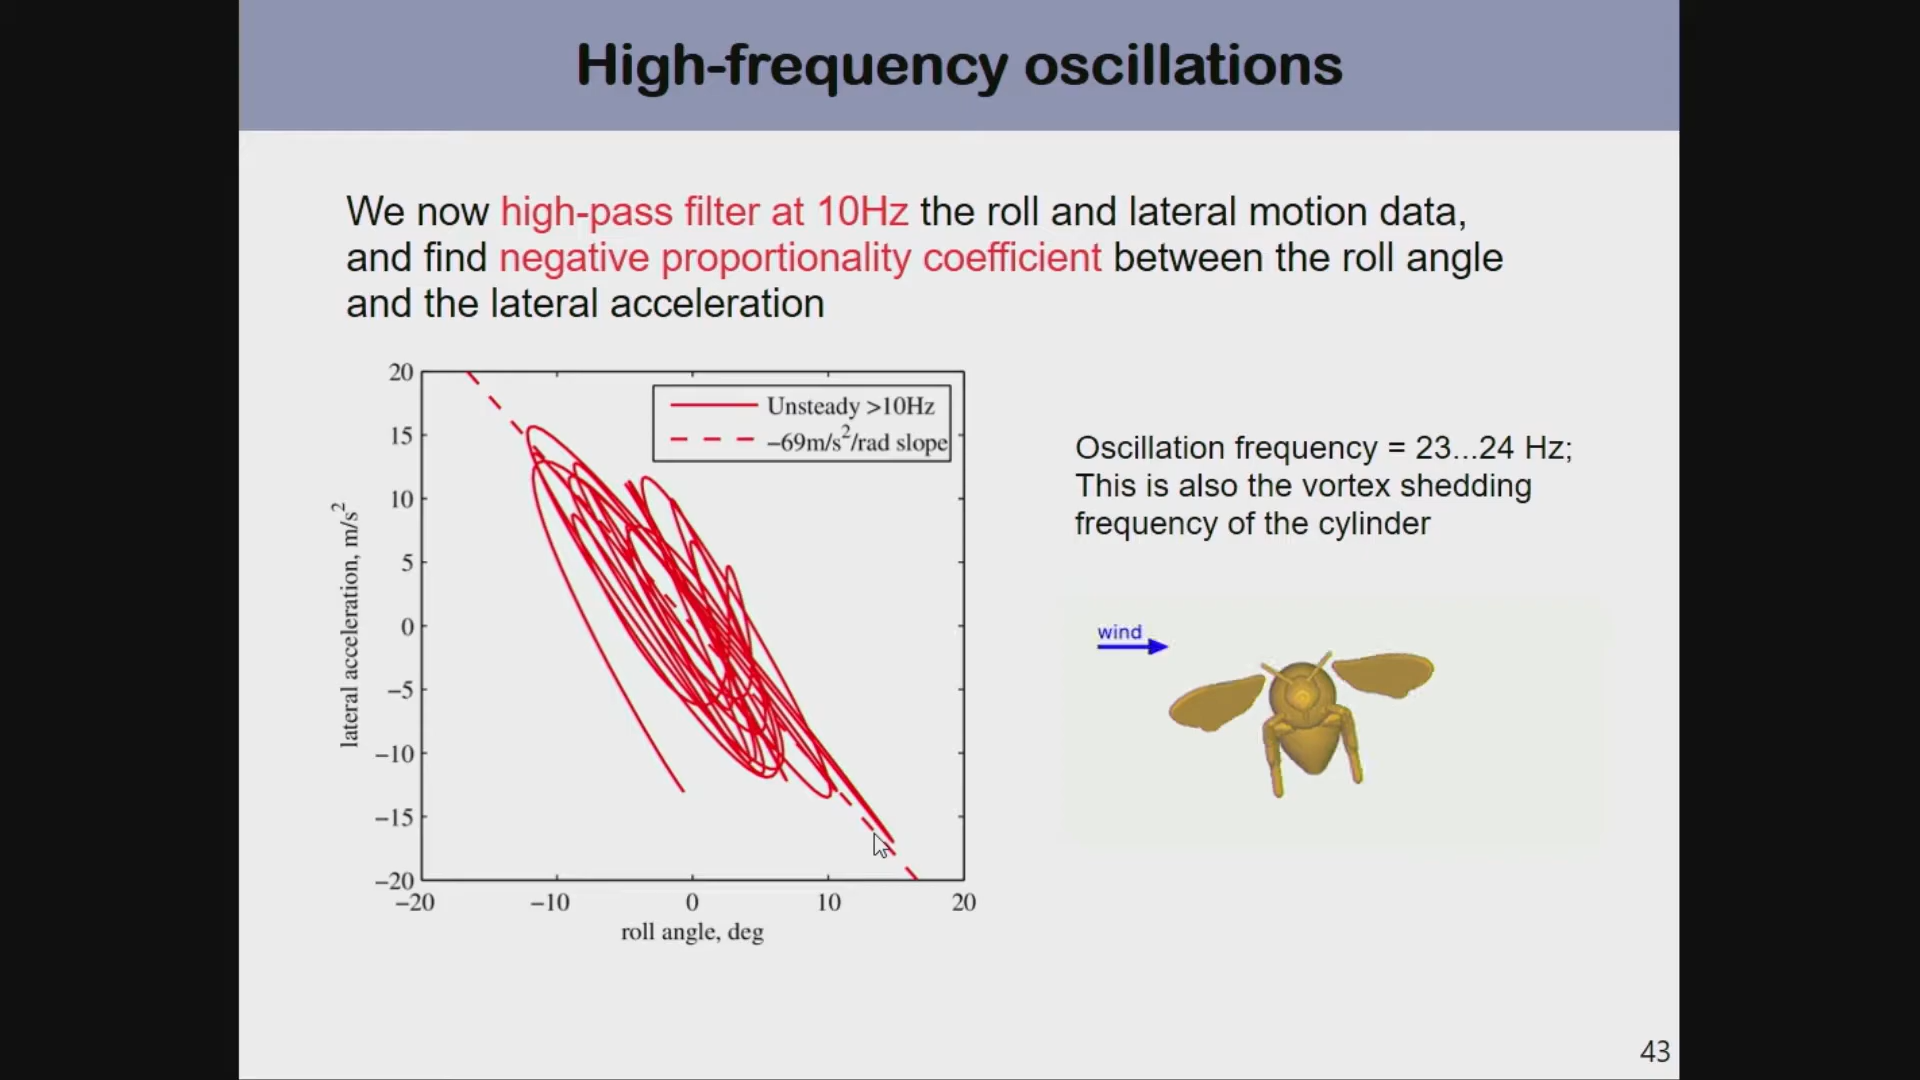 High-frequency oscillations
We now high-pass filter at 10Hz the roll and lateral motion data,
and find negative proportionality coefficient between the roll angle
and the lateral acceleration
20
15
10
5
0
−5
−10
−15
−20
lateral acceleration, m/s²
Unsteady >10Hz
−69m/s²/rad slope
−20
−10
0
10
20
roll angle, deg
Oscillation frequency = 23...24 Hz;
This is also the vortex shedding
frequency of the cylinder
wind
43